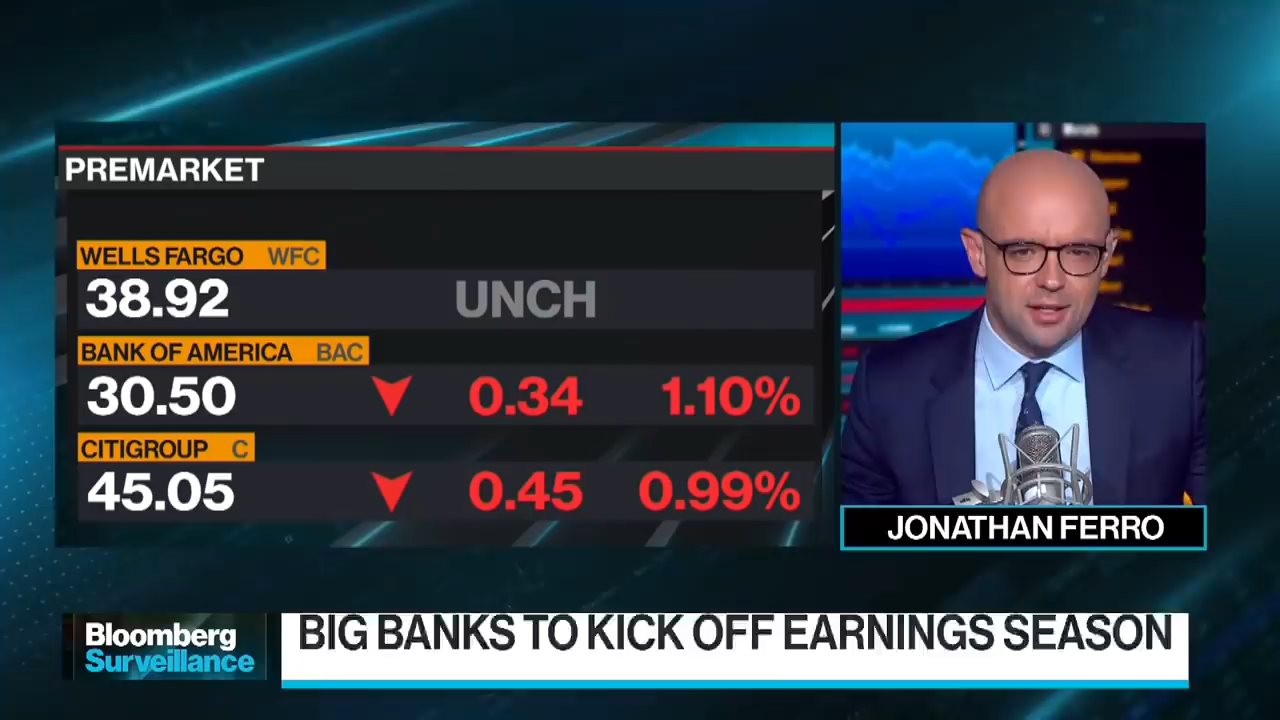 PREMARKET
WELLS FARGO WFC
38.92 UNCH
BANK OF AMERICA BAC
30.50 0.34 1.10%
CITIGROUP C
45.05 0.45 0.99%
JONATHAN FERRO
Bloomberg
Surveillance
BIG BANKS TO KICK OFF EARNINGS SEASON